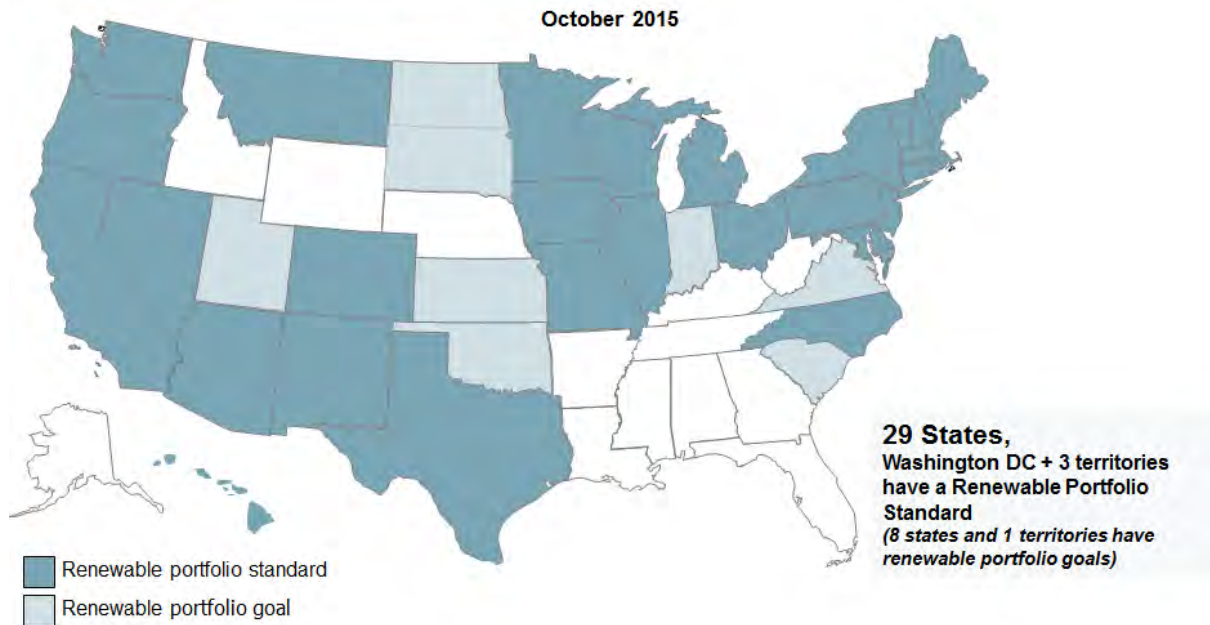 October 2015
29 States,
Washington DC + 3 territories
have a Renewable Portfolio
Standard
(8 states and 1 territories have
renewable portfolio goals)
Renewable portfolio standard
Renewable portfolio goal